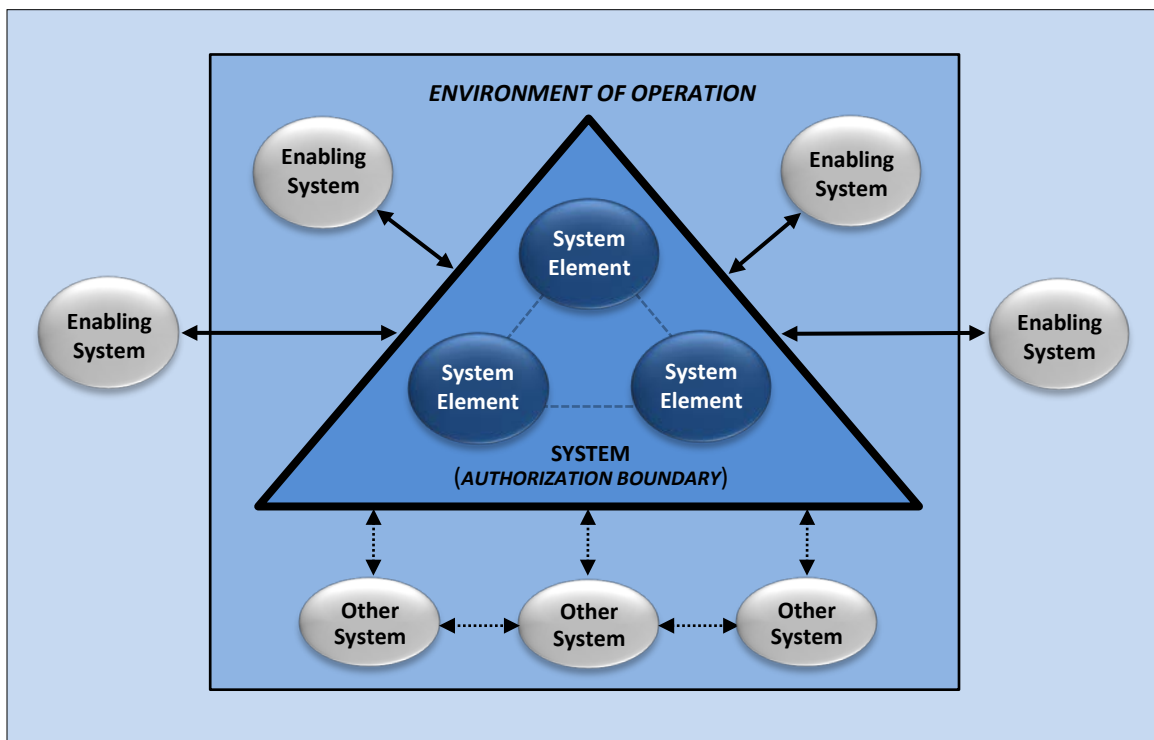 ENVIRONMENT OF OPERATION
Enabling
System
Enabling
System
System
Element
Enabling
System
Enabling
System
System
Element
System
Element
SYSTEM
(AUTHORIZATION BOUNDARY)
Other
System
Other
System
Other
System